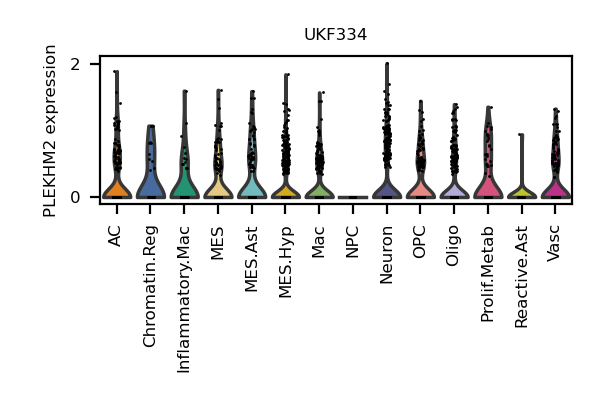 UKF334
PLEKHM2 expression
2
0
AC
Chromatin.Reg
Inflammatory.Mac
MES
MES.Ast
MES.Hyp
Mac
NPC
Neuron
OPC
Oligo
Prolif.Metab
Reactive.Ast
Vasc